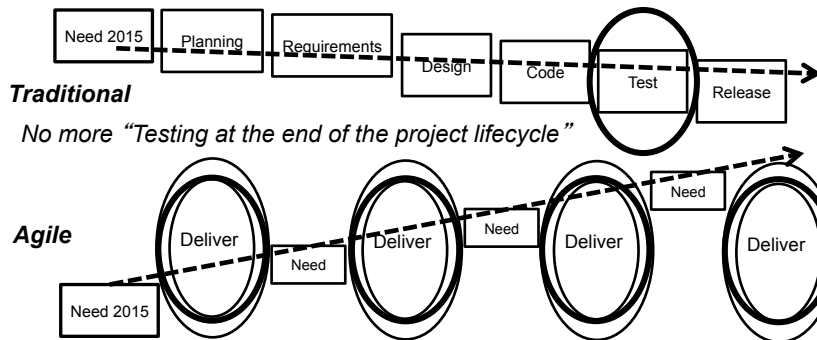 Need 2015
Planning
Requirements
Design
Code
Test
Release
Traditional
No more “Testing at the end of the project lifecycle”
Agile
Need 2015
Deliver
Need
Deliver
Need
Deliver
Need
Deliver